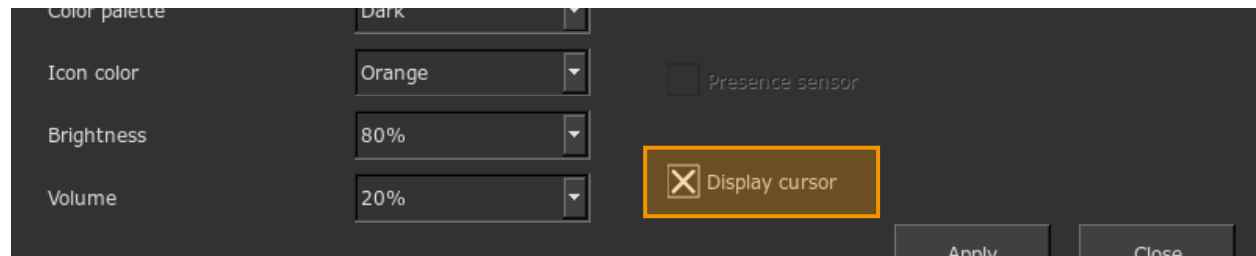 Color palette
Dark
Icon color
Orange
Presence sensor
Brightness
80%
Display cursor
Volume
20%
Apply
Close